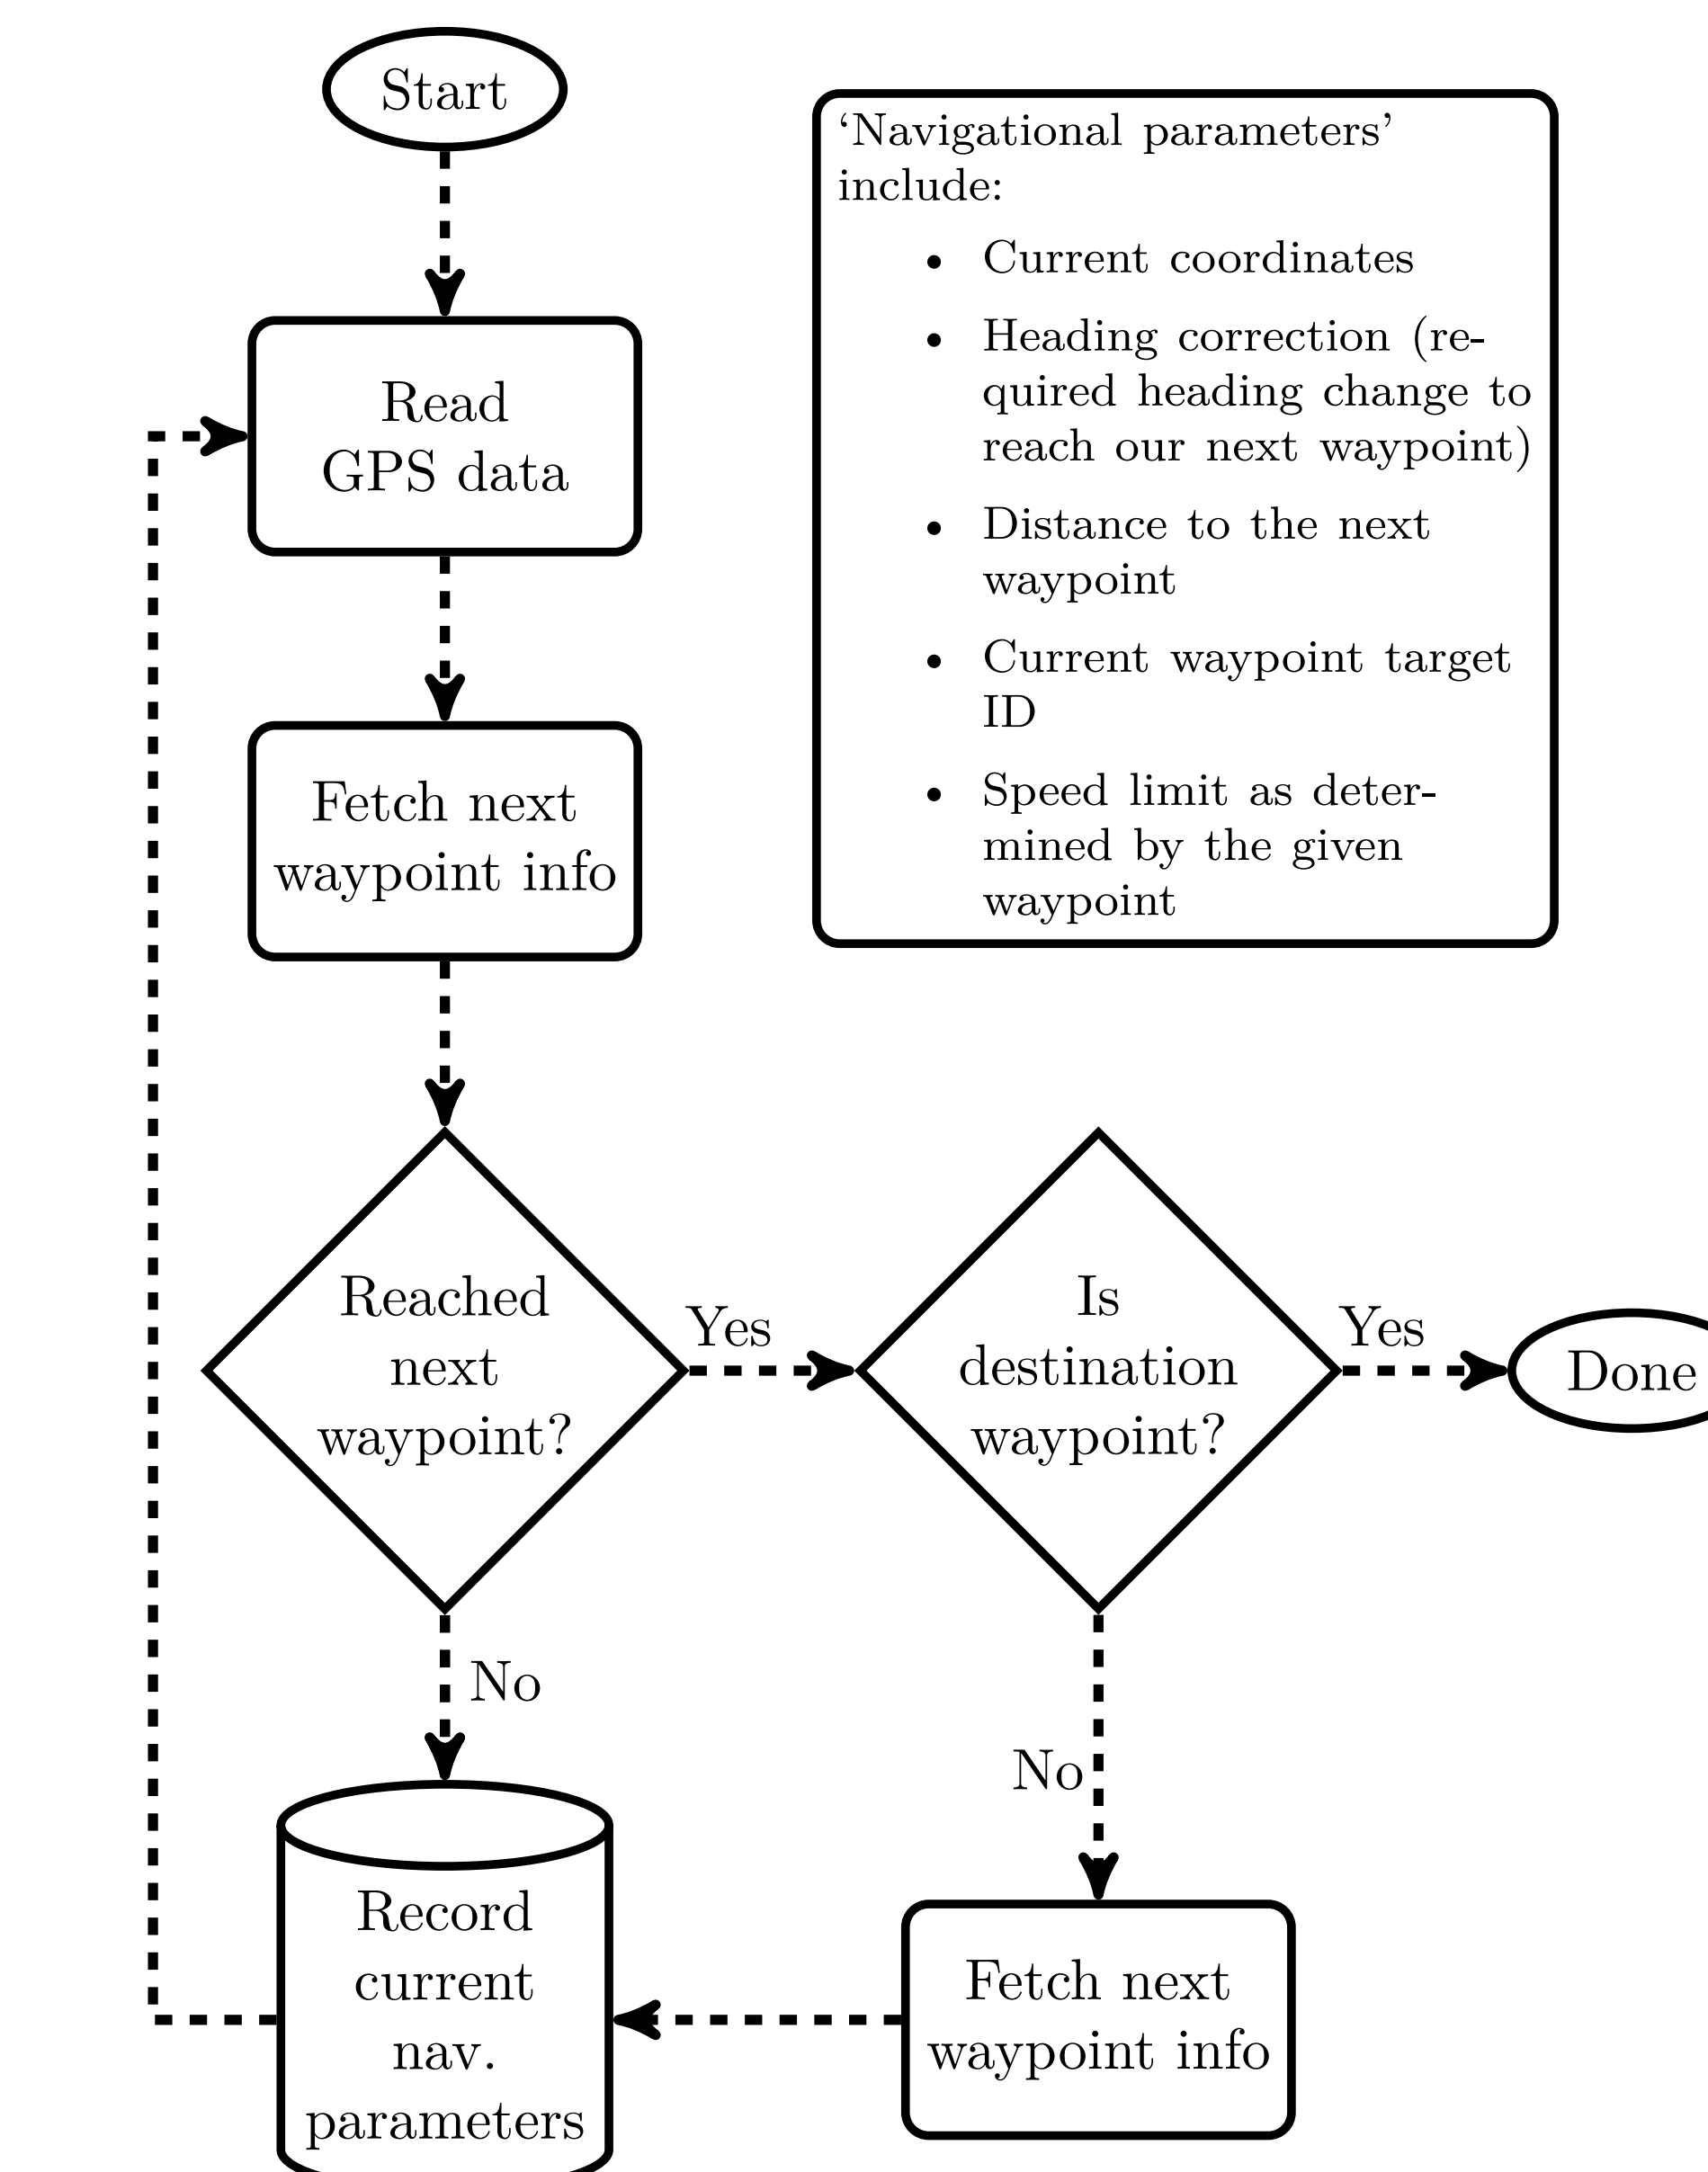 Start
‘Navigational parameters’
include:
• Current coordinates
• Heading correction (re-
quired heading change to
reach our next waypoint)
• Distance to the next
waypoint
• Current waypoint target
ID
• Speed limit as deter-
mined by the given
waypoint
Read
GPS data
Fetch next
waypoint info
Reached
next
waypoint?
Yes
Is
destination
waypoint?
Yes
Done
No
No
Record
current
nav.
parameters
Fetch next
waypoint info